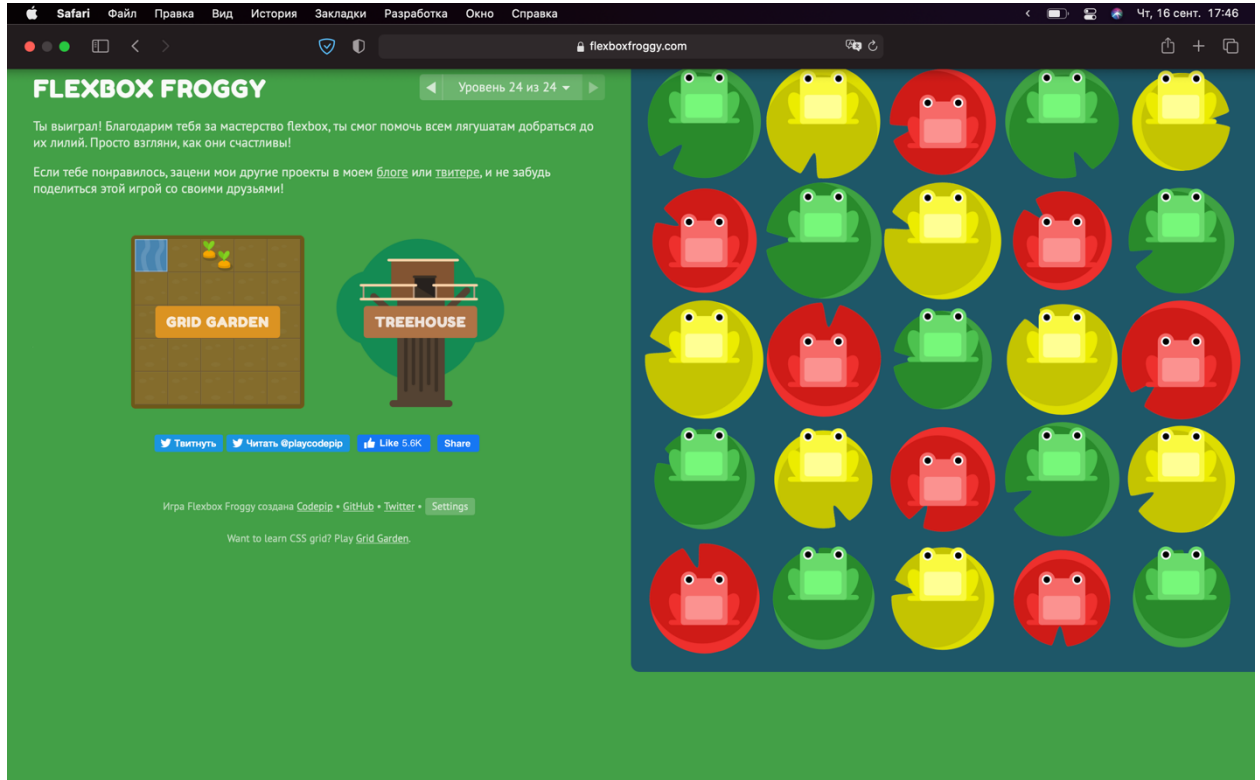 Safari Файл Правка Вид История Закладки Разработка Окно Справка Чт, 16 сент. 17:46
flexboxfroggy.com
FLEXBOX FROGGY
Уровень 24 из 24
Ты выиграл! Благодарим тебя за мастерство flexbox, ты смог помочь всем лягушатам добраться до
их лилий. Просто взгляни, как они счастливы!
Если тебе понравилось, зацени мои другие проекты в моем блоге или твитере, и не забудь
поделиться этой игрой со своими друзьями!
GRID GARDEN
TREEHOUSE
Твитнуть Читать @playcodepip Like 5.6K Share
Игра Flexbox Froggy создана Codepip • GitHub • Twitter • Settings
Want to learn CSS grid? Play Grid Garden.